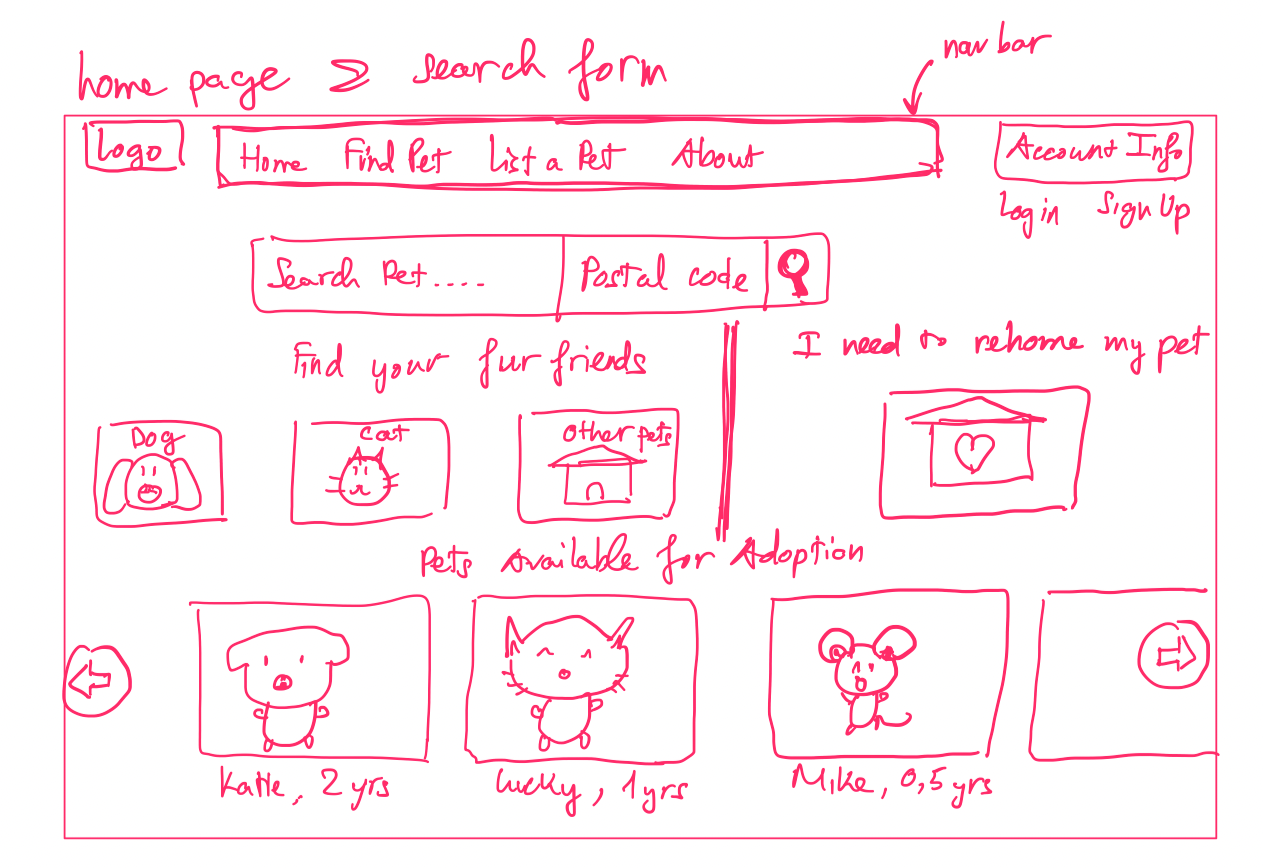 nav bar
home page Σ search form
Logo
Home Find Pet List a Pet About
Account Info
Login Sign Up
Search Pet.... Postal code
Find your fur friends
I need to rehome my pet
Dog
Cat
Other pets
Pets Available for Adoption
Katie, 2 yrs
Lucky, 1 yrs
Mike, 0,5 yrs